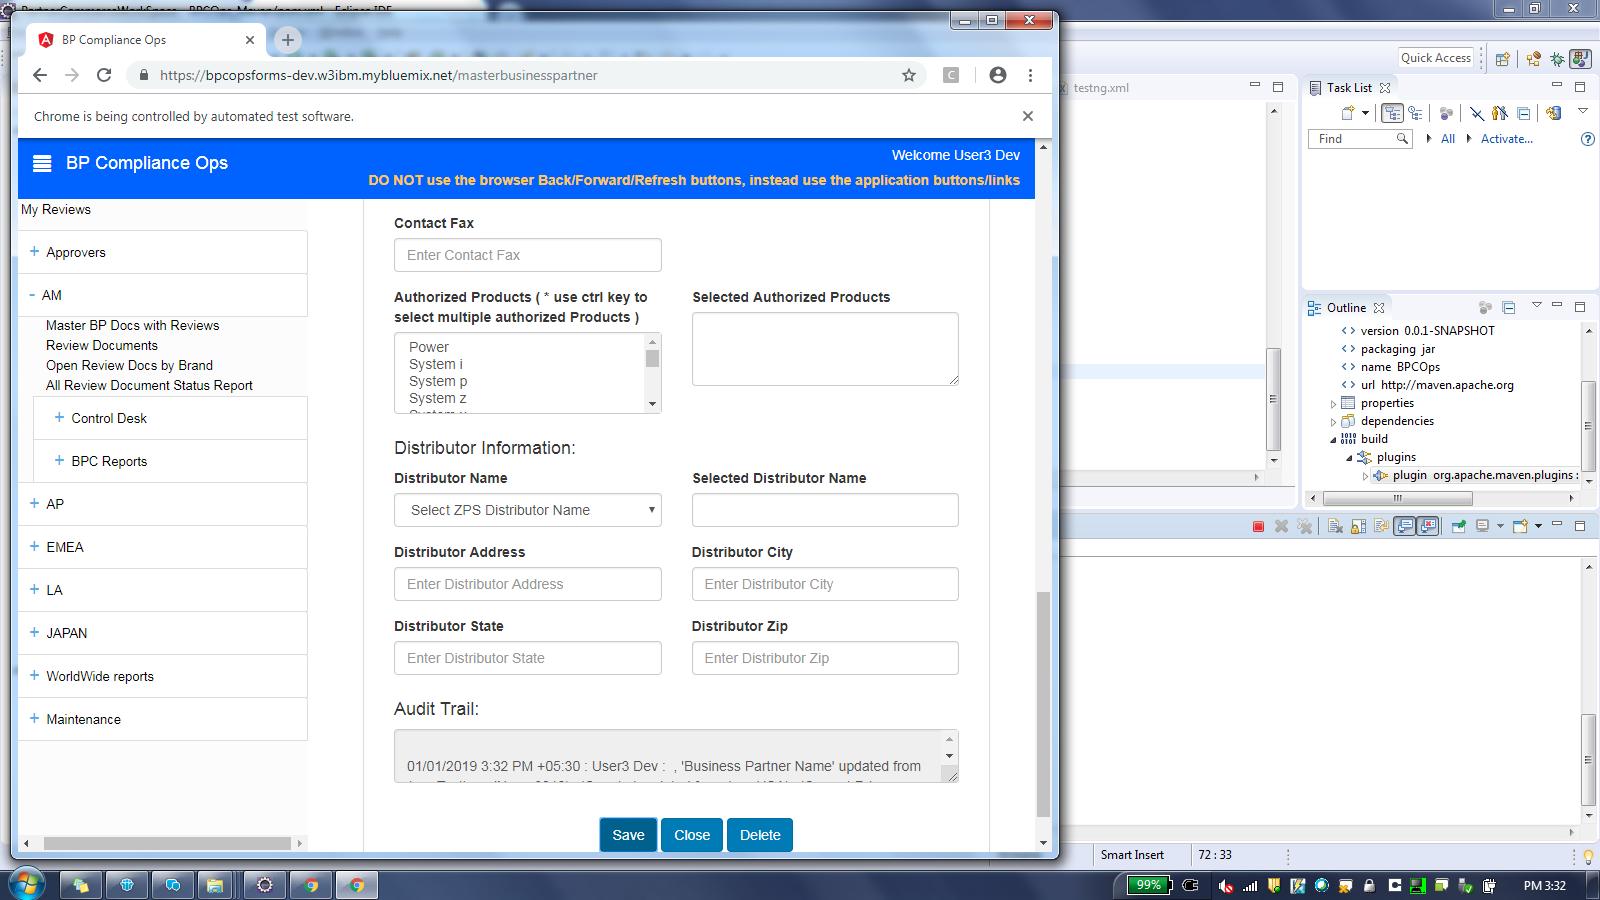 BP Compliance Ops
https://bpcopsforms-dev.w3ibm.mybluemix.net/masterbusinesspartner
Chrome is being controlled by automated test software.
BP Compliance Ops
Welcome User3 Dev
DO NOT use the browser Back/Forward/Refresh buttons, instead use the application buttons/links
My Reviews
+ Approvers
- AM
Master BP Docs with Reviews
Review Documents
Open Review Docs by Brand
All Review Document Status Report
+ Control Desk
+ BPC Reports
+ AP
+ EMEA
+ LA
+ JAPAN
+ WorldWide reports
+ Maintenance
Contact Fax
Enter Contact Fax
Authorized Products ( * use ctrl key to
select multiple authorized Products )
Selected Authorized Products
Power
System i
System p
System z
Distributor Information:
Distributor Name
Selected Distributor Name
Select ZPS Distributor Name
Distributor Address
Distributor City
Enter Distributor Address
Enter Distributor City
Distributor State
Distributor Zip
Enter Distributor State
Enter Distributor Zip
Audit Trail:
01/01/2019 3:32 PM +05:30 : User3 Dev : , 'Business Partner Name' updated from
Save
Close
Delete
testng.xml
Quick Access
Task List
Find
All
Activate...
Outline
version 0.0.1-SNAPSHOT
packaging jar
name BPCOps
url http://maven.apache.org
properties
dependencies
build
plugins
plugin org.apache.maven.plugins :
Smart Insert
72 : 33
99%
PM 3:32